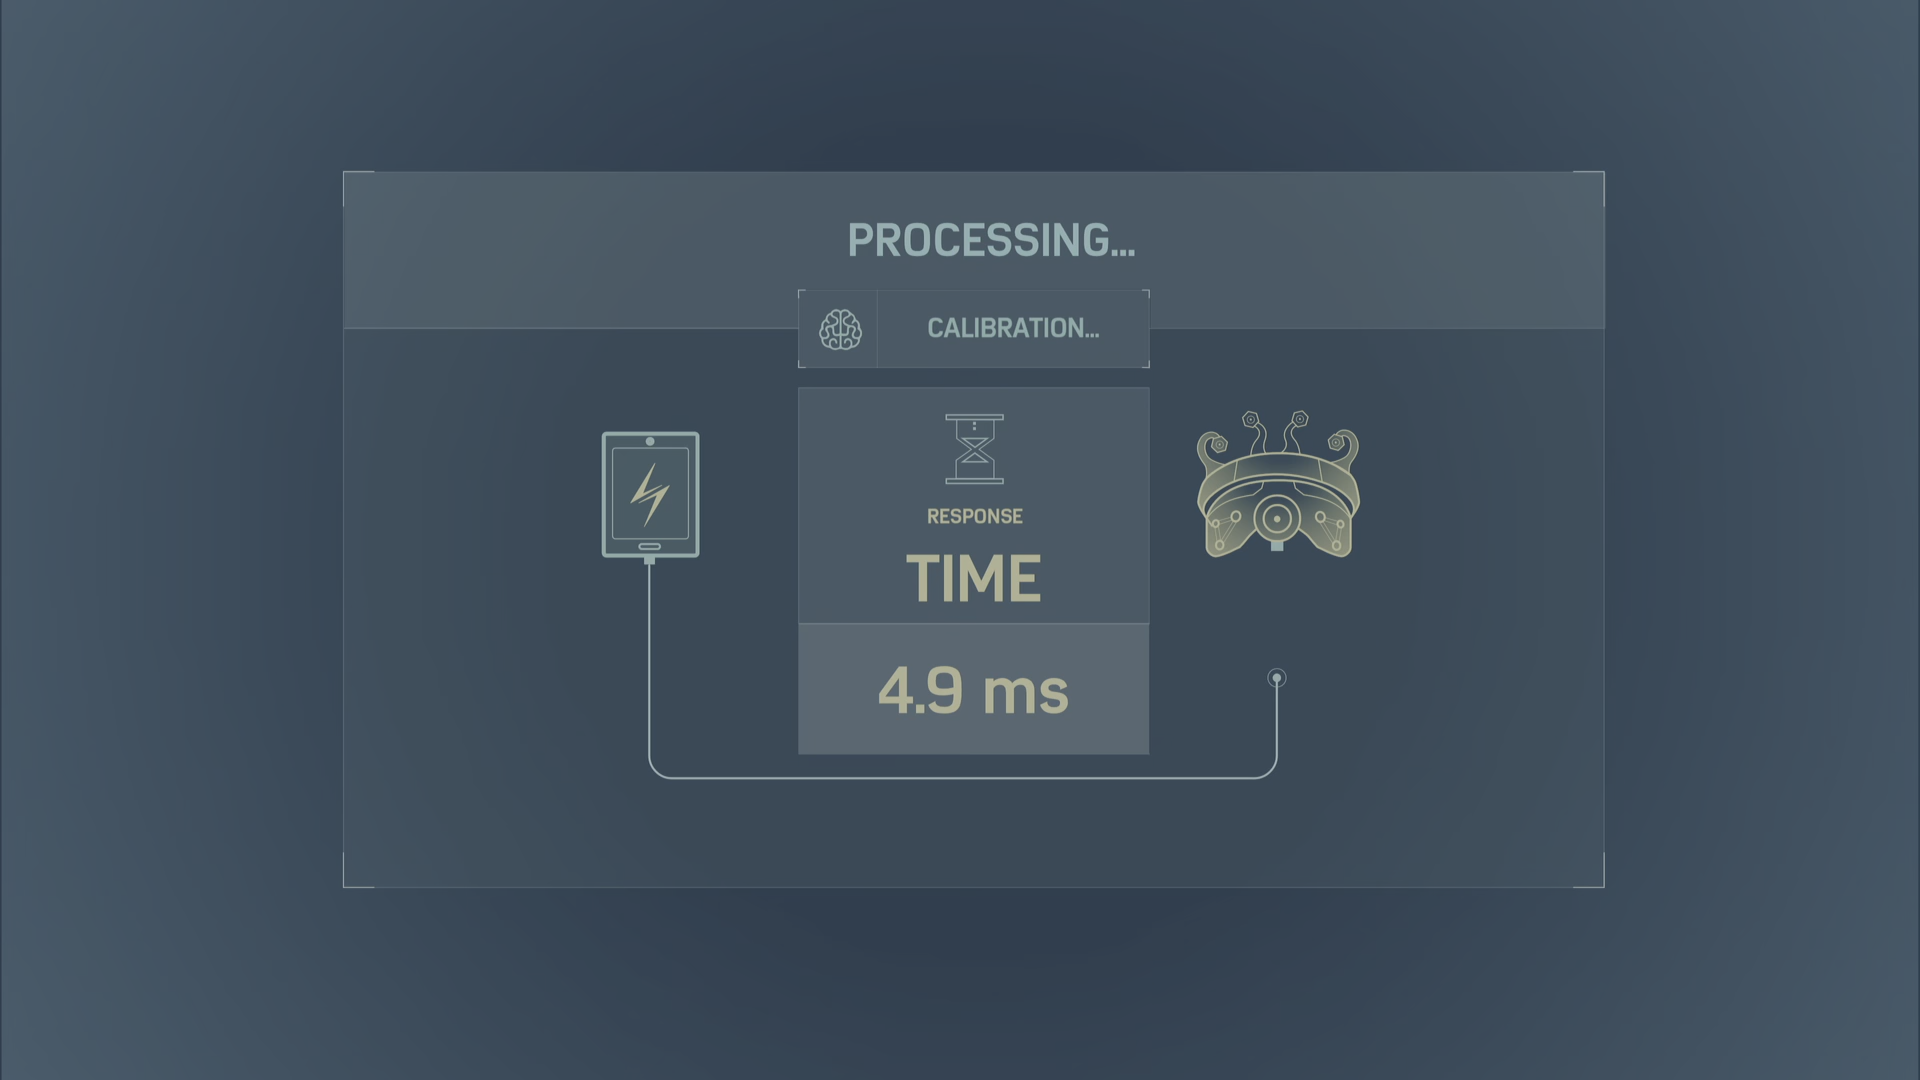 PROCESSING...
CALIBRATION...
RESPONSE
TIME
4.9 ms